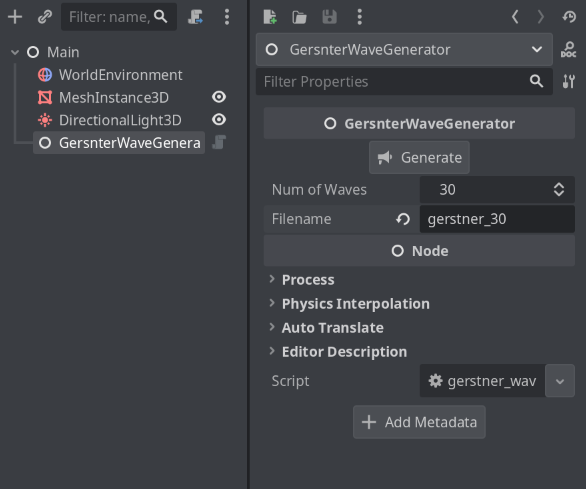 Filter: name,
Main
WorldEnvironment
MeshInstance3D
DirectionalLight3D
GersnterWaveGenera
GersnterWaveGenerator
DOC
Filter Properties
GersnterWaveGenerator
Generate
Num of Waves 30
Filename gerstner_30
Node
Process
Physics Interpolation
Auto Translate
Editor Description
Script gerstner_wav
Add Metadata